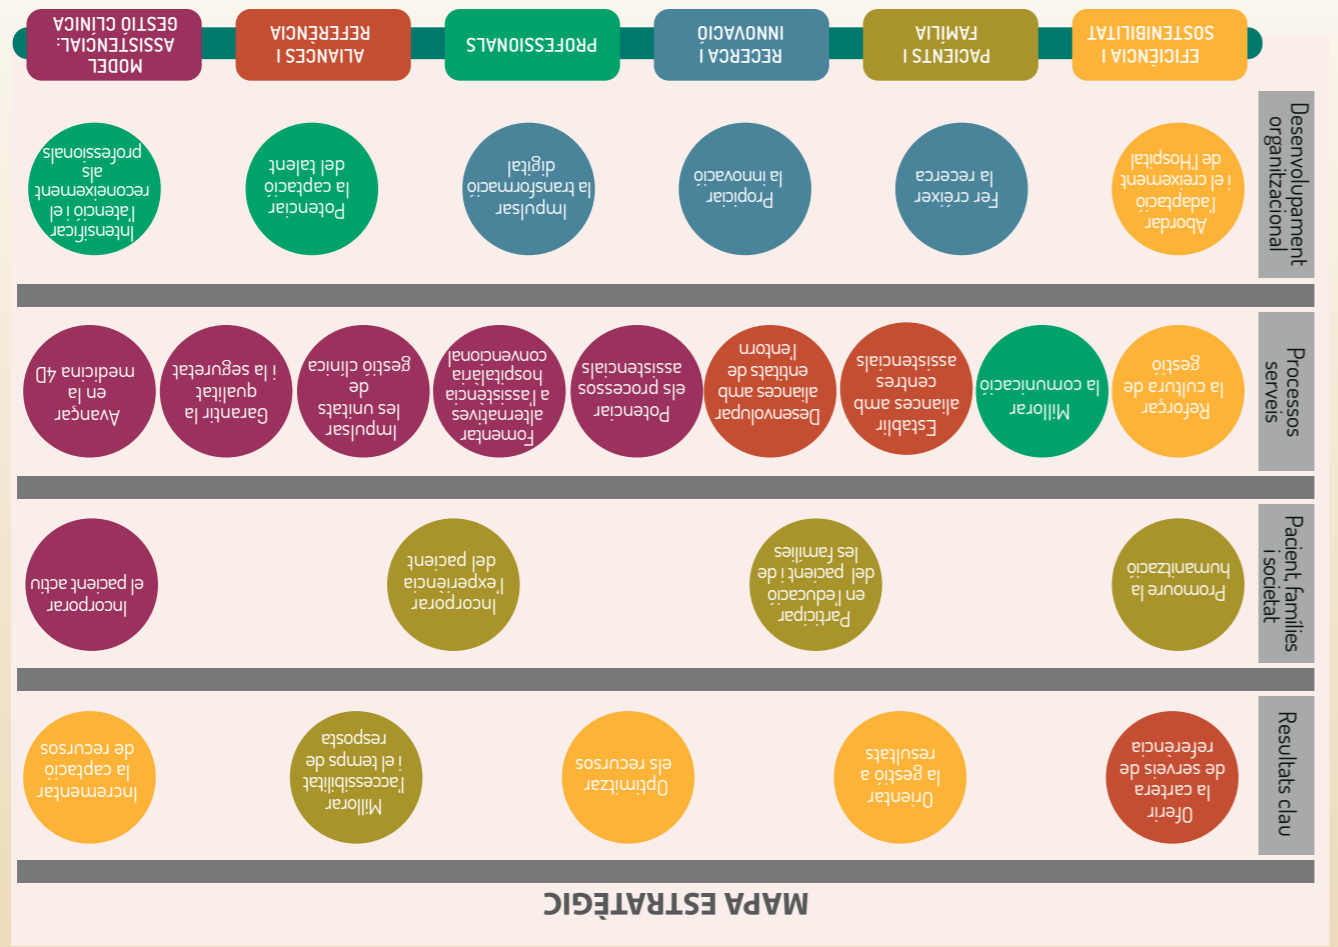 MAPA ESTRATÈGIC
Resultats clau
Oferir
la cartera
de serveis de
referència
Orientar
la gestió a
resultats
Optimitzar
els recursos
Millorar
l'accessibilitat
i el temps de
resposta
Incrementar
la captació
de recursos
Pacient, famílies
i societat
Promoure la
humanització
Participar
en l'educació
del pacient i de
les famílies
Incorporar
l'experiència
del pacient
Incorporar
el pacient actiu
Processos
serveis
Reforçar
la cultura de
gestió
Millorar
la comunicació
Establir
aliances amb
centres
assistencials
Desenvolupar
aliances amb
entitats de
l'entorn
Potenciar
els processos
assistencials
Fomentar
alternatives
a l'assistència
hospitalària
convencional
Impulsar
les unitats
de
gestió clínica
Garantir la
qualitat
i la seguretat
Avançar
en la
medicina 4D
Desenvolupament
organitzacional
Abordar
l'adaptació
i el creixement
de l'Hospital
Fer créixer
la recerca
Propiciar
la innovació
Impulsar
la transformació
digital
Potenciar
la captació
del talent
Intensificar
l'atenció i el
reconeixement
als
professionals
EFICIÈNCIA I
SOSTENIBILITAT
PACIENTS I
FAMÍLIA
RECERCA I
INNOVACIÓ
PROFESSIONALS
ALIANCES I
REFERÈNCIA
MODEL
ASSISTENCIAL:
GESTIÓ CLÍNICA